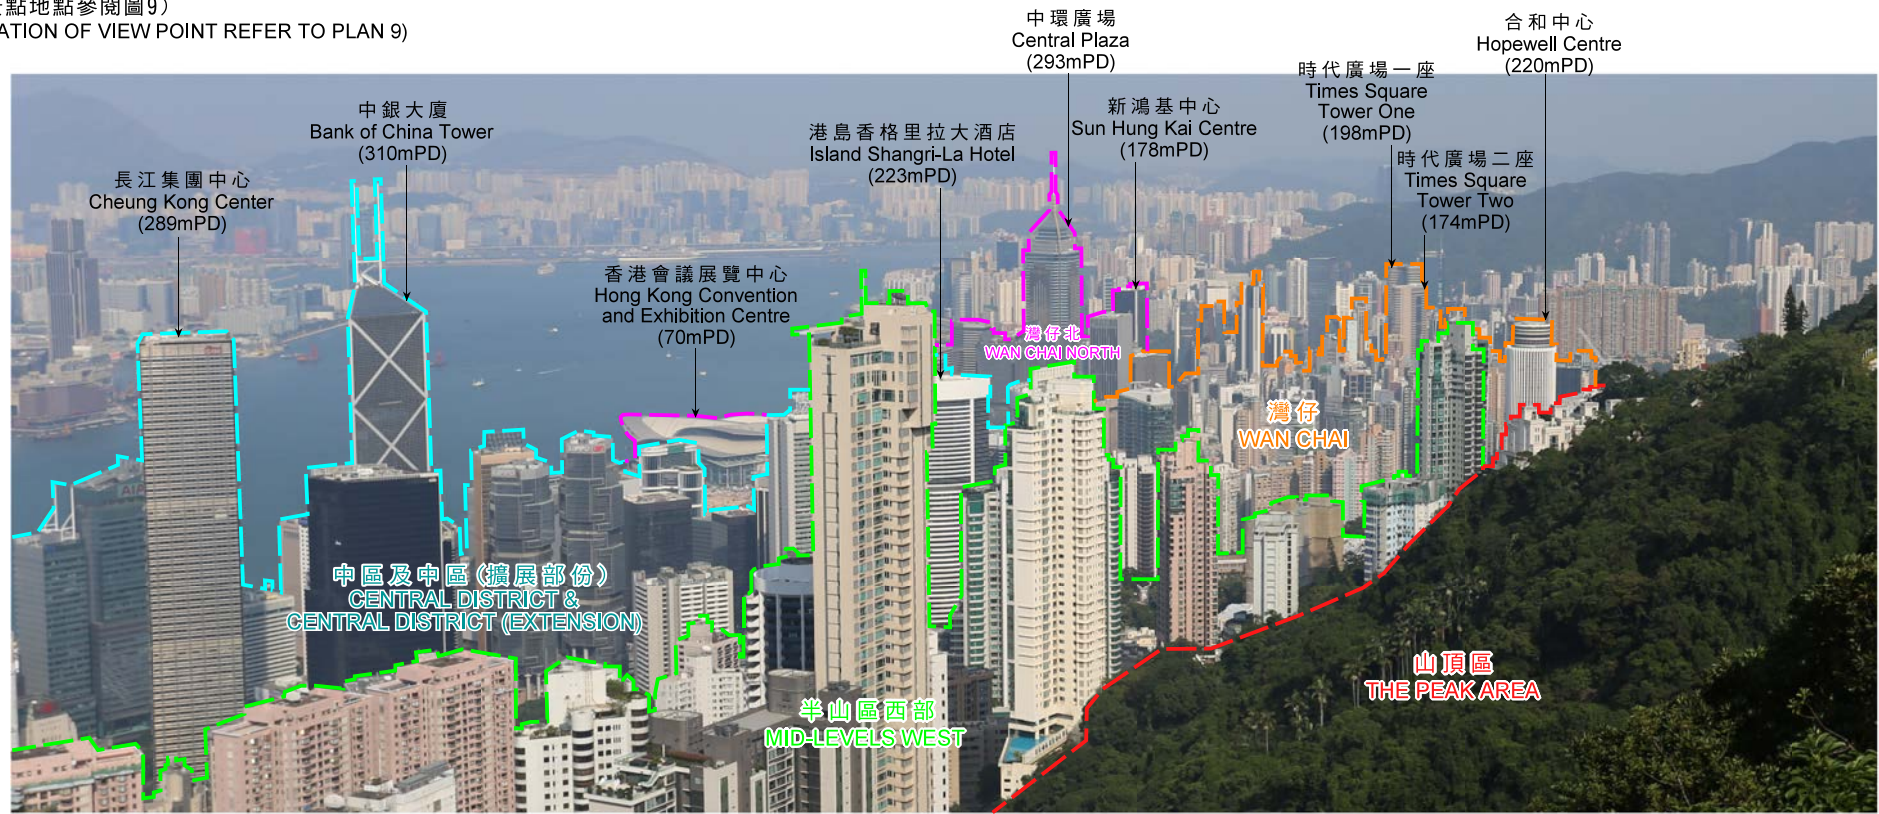 點地點參閱圖9)
ATION OF VIEW POINT REFER TO PLAN 9)
中環廣場
Central Plaza
(293mPD)
合和中心
Hopewell Centre
(220mPD)
時代廣場一座
Times Square
Tower One
(198mPD)
中銀大廈
Bank of China Tower
(310mPD)
新鴻基中心
Sun Hung Kai Centre
(178mPD)
港島香格里拉大酒店
Island Shangri-La Hotel
(223mPD)
時代廣場二座
Times Square
Tower Two
(174mPD)
長江集團中心
Cheung Kong Center
(289mPD)
香港會議展覽中心
Hong Kong Convention
and Exhibition Centre
(70mPD)
灣仔北
WAN CHAI NORTH
灣仔
WAN CHAI
AIA
中區及中區(擴展部份)
CENTRAL DISTRICT &
CENTRAL DISTRICT (EXTENSION)
山頂區
THE PEAK AREA
半山區西部
MID-LEVELS WEST